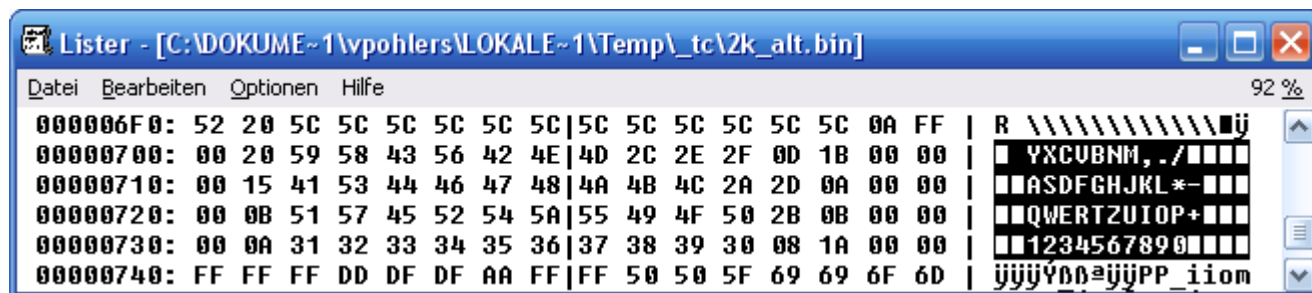 Lister - [C:\DOKUME~1\vpohlers\LOKALE~1\Temp\_tc\2k_alt.bin]
Datei Bearbeiten Optionen Hilfe 92 %
000006F0: 52 20 5C 5C 5C 5C 5C 5C|5C 5C 5C 5C 5C 5C 0A FF | R \\\\\\\\\\\\■ÿ
00000700: 00 20 59 58 43 56 42 4E|4D 2C 2E 2F 0D 1B 00 00 | ■ YXCVBNM,./■■■■
00000710: 00 15 41 53 44 46 47 48|4A 4B 4C 2A 2D 0A 00 00 | ■■ASDFGHJKL*-■■■
00000720: 00 0B 51 57 45 52 54 5A|55 49 4F 50 2B 0B 00 00 | ■■QWERTZUIOP+■■■
00000730: 00 0A 31 32 33 34 35 36|37 38 39 30 08 1A 00 00 | ■■1234567890■■■■
00000740: FF FF FF DD DF DF AA FF|FF 50 50 5F 69 69 6F 6D | ÿÿÿÝßßªÿÿPP_iiom